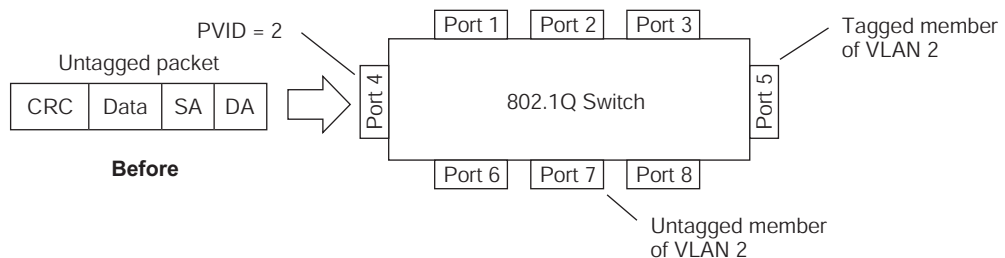 PVID = 2
Port 1
Port 2
Port 3
Tagged member
of VLAN 2
Untagged packet
CRC
Data
SA
DA
Port 4
802.1Q Switch
Port 5
Before
Port 6
Port 7
Port 8
Untagged member
of VLAN 2